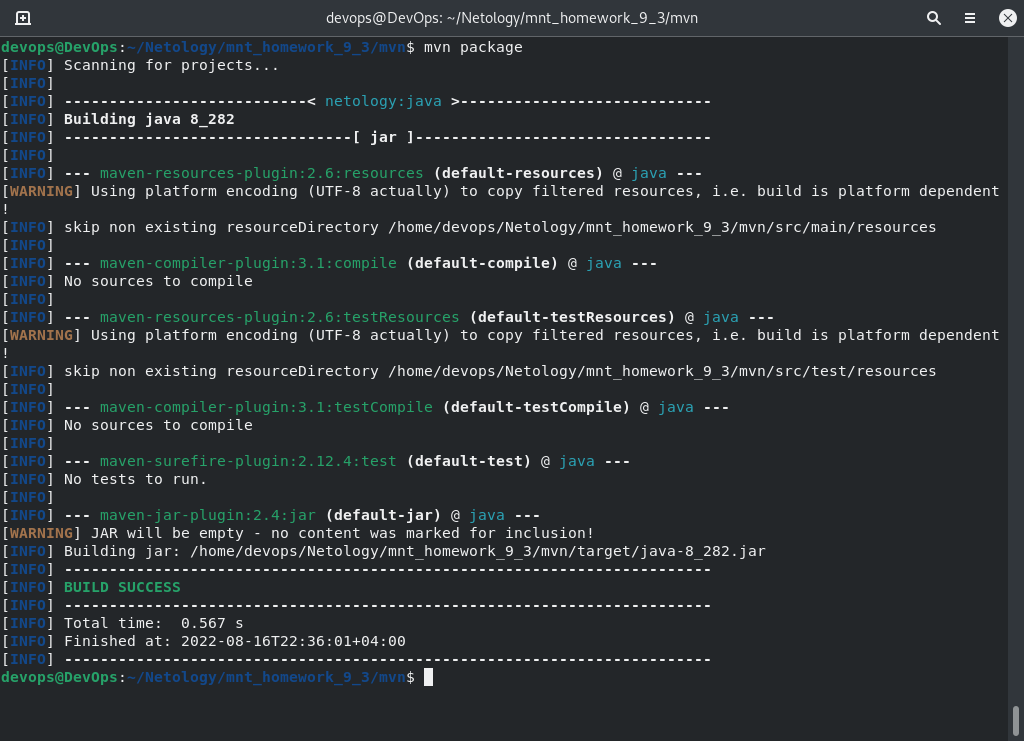 devops@DevOps: ~/Netology/mnt_homework_9_3/mvn
devops@DevOps:~/Netology/mnt_homework_9_3/mvn$ mvn package
[INFO] Scanning for projects...
[INFO]
[INFO] ---------------------------< netology:java >----------------------------
[INFO] Building java 8_282
[INFO] --------------------------------[ jar ]---------------------------------
[INFO]
[INFO] --- maven-resources-plugin:2.6:resources (default-resources) @ java ---
[WARNING] Using platform encoding (UTF-8 actually) to copy filtered resources, i.e. build is platform dependent
!
[INFO] skip non existing resourceDirectory /home/devops/Netology/mnt_homework_9_3/mvn/src/main/resources
[INFO]
[INFO] --- maven-compiler-plugin:3.1:compile (default-compile) @ java ---
[INFO] No sources to compile
[INFO]
[INFO] --- maven-resources-plugin:2.6:testResources (default-testResources) @ java ---
[WARNING] Using platform encoding (UTF-8 actually) to copy filtered resources, i.e. build is platform dependent
!
[INFO] skip non existing resourceDirectory /home/devops/Netology/mnt_homework_9_3/mvn/src/test/resources
[INFO]
[INFO] --- maven-compiler-plugin:3.1:testCompile (default-testCompile) @ java ---
[INFO] No sources to compile
[INFO]
[INFO] --- maven-surefire-plugin:2.12.4:test (default-test) @ java ---
[INFO] No tests to run.
[INFO]
[INFO] --- maven-jar-plugin:2.4:jar (default-jar) @ java ---
[WARNING] JAR will be empty - no content was marked for inclusion!
[INFO] Building jar: /home/devops/Netology/mnt_homework_9_3/mvn/target/java-8_282.jar
[INFO] ------------------------------------------------------------------------
[INFO] BUILD SUCCESS
[INFO] ------------------------------------------------------------------------
[INFO] Total time:  0.567 s
[INFO] Finished at: 2022-08-16T22:36:01+04:00
[INFO] ------------------------------------------------------------------------
devops@DevOps:~/Netology/mnt_homework_9_3/mvn$